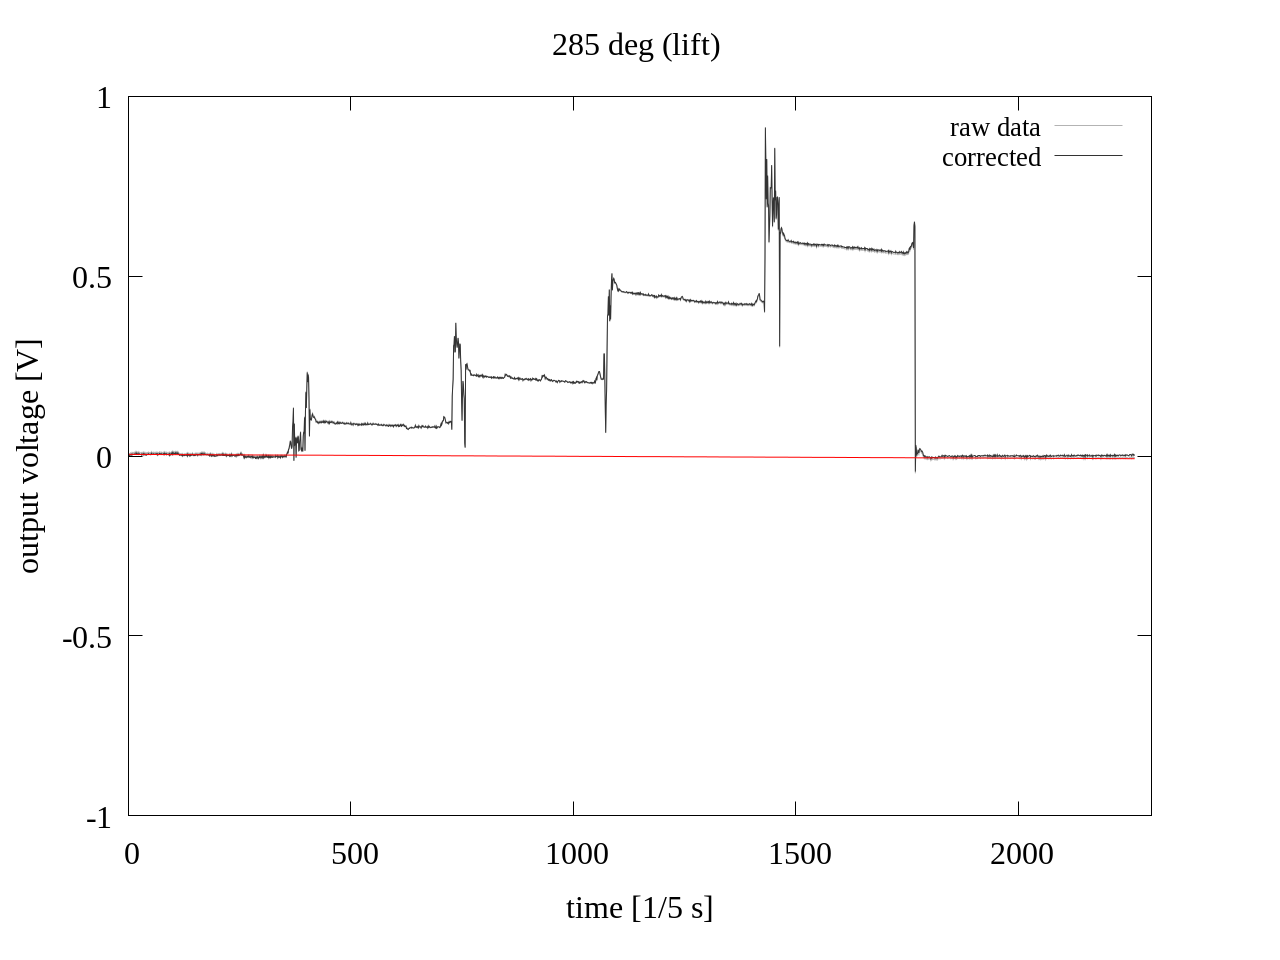 285 deg (lift)
raw data
corrected
1
0.5
0
-0.5
-1
output voltage [V]
0 500 1000 1500 2000
time [1/5 s]